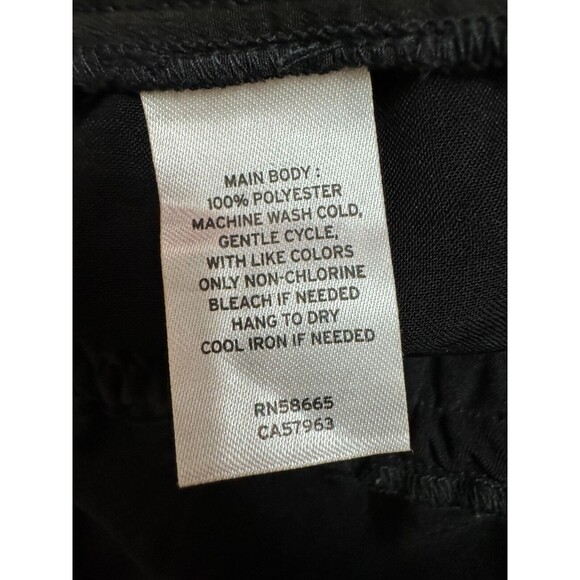 MAIN BODY :
100% POLYESTER
MACHINE WASH COLD,
GENTLE CYCLE,
WITH LIKE COLORS
ONLY NON-CHLORINE
BLEACH IF NEEDED
HANG TO DRY
COOL IRON IF NEEDED
RN58665
CA57963